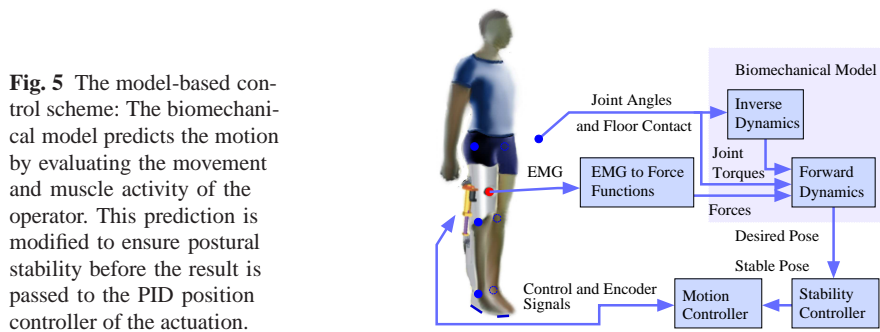 Fig. 5 The model-based con-
trol scheme: The biomechani-
cal model predicts the motion
by evaluating the movement
and muscle activity of the
operator. This prediction is
modified to ensure postural
stability before the result is
passed to the PID position
controller of the actuation.
Biomechanical Model
Joint Angles
and Floor Contact
Inverse
Dynamics
Joint
Torques
EMG
EMG to Force
Functions
Forward
Dynamics
Forces
Desired Pose
Stable Pose
Control and Encoder
Signals
Motion
Controller
Stability
Controller